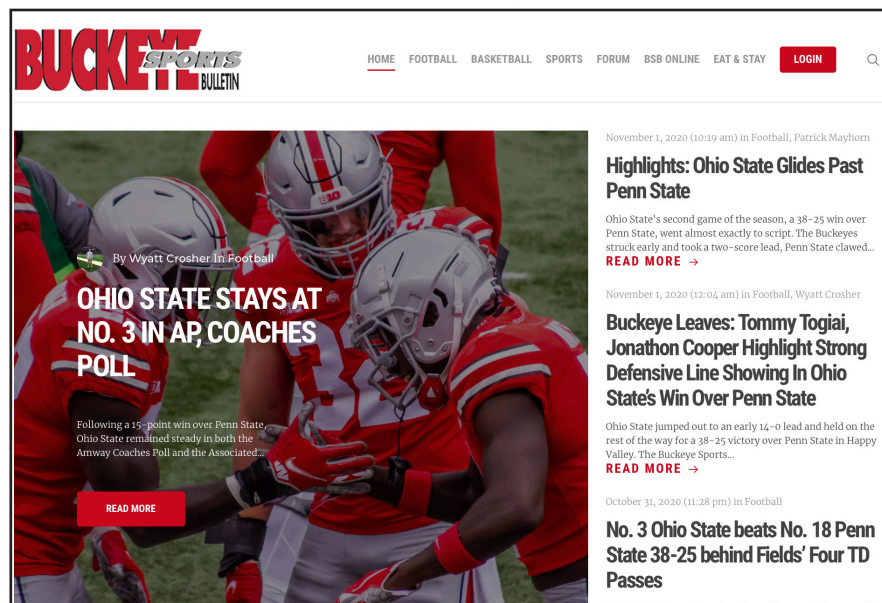 BUCKEYE
SPORTS
BULLETIN
HOME FOOTBALL BASKETBALL SPORTS FORUM BSB ONLINE EAT & STAY LOGIN
By Wyatt Crosher In Football
OHIO STATE STAYS AT
NO. 3 IN AP, COACHES
POLL
Following a 15-point win over Penn State,
Ohio State remained steady in both the
Amway Coaches Poll and the Associated...
READ MORE
November 1, 2020 (10:19 am) in Football, Patrick Mayhorn
Highlights: Ohio State Glides Past
Penn State
Ohio State's second game of the season, a 38-25 win over
Penn State, went almost exactly to script. The Buckeyes
struck early and took a two-score lead, Penn State clawed...
READ MORE →
November 1, 2020 (12:04 am) in Football, Wyatt Crosher
Buckeye Leaves: Tommy Togiai,
Jonathon Cooper Highlight Strong
Defensive Line Showing In Ohio
State's Win Over Penn State
Ohio State jumped out to an early 14-0 lead and held on the
rest of the way for a 38-25 victory over Penn State in Happy
Valley. The Buckeye Sports...
READ MORE →
October 31, 2020 (11:28 pm) in Football
No. 3 Ohio State beats No. 18 Penn
State 38-25 behind Fields' Four TD
Passes